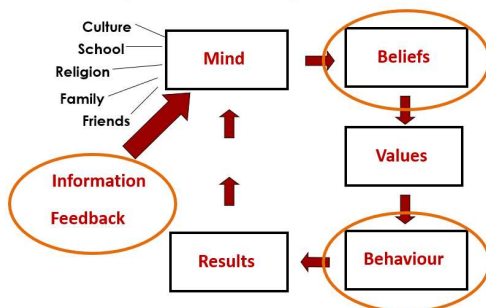 Culture
School
Religion
Family
Friends
Mind
Beliefs
Information
Feedback
Values
Results
Behaviour